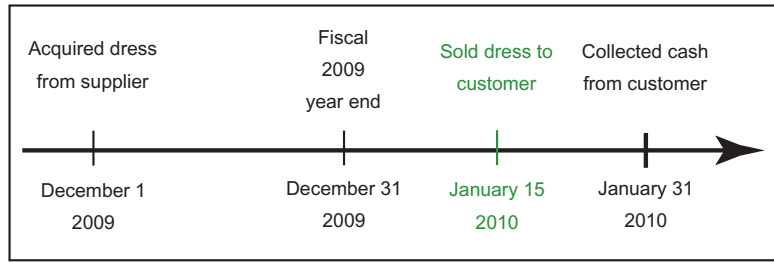 Acquired dress
from supplier
Fiscal
2009
year end
Sold dress to
customer
Collected cash
from customer
December 1
2009
December 31
2009
January 15
2010
January 31
2010